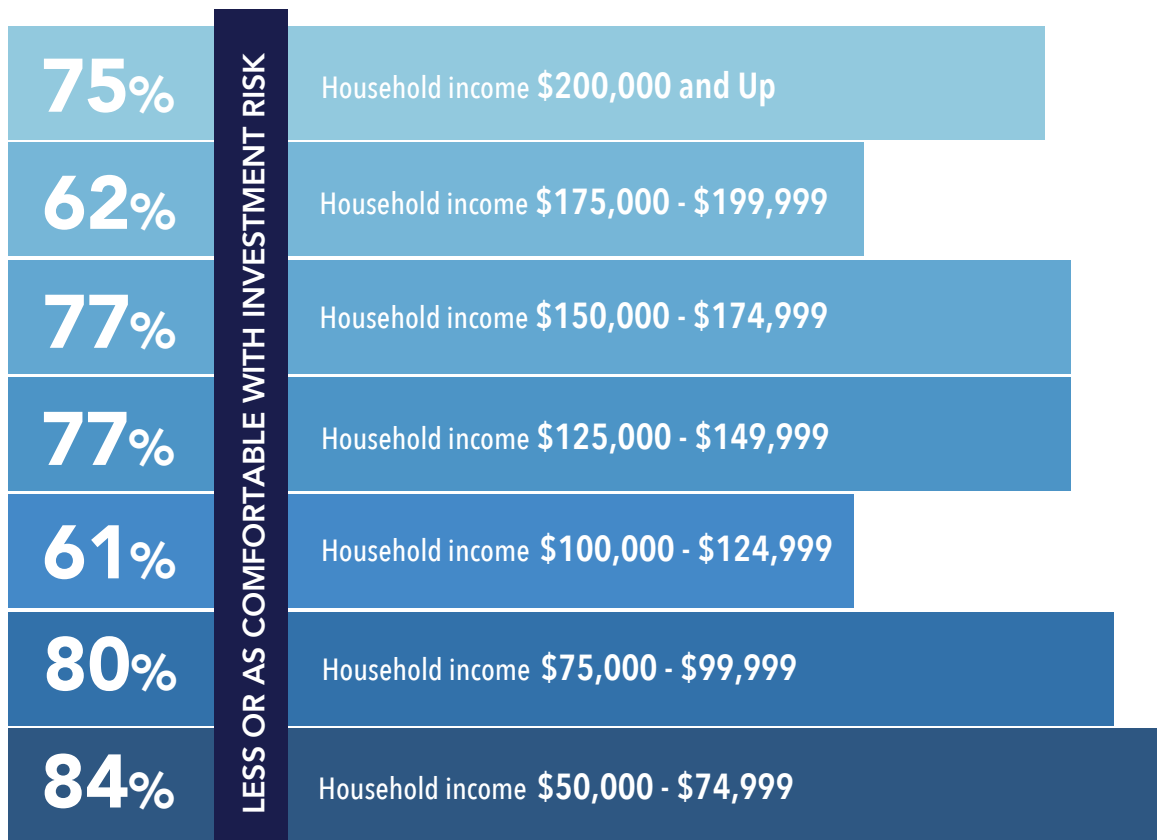 75%
LESS OR AS COMFORTABLE WITH INVESTMENT RISK
Household income $200,000 and Up
62%
Household income $175,000 - $199,999
77%
Household income $150,000 - $174,999
77%
Household income $125,000 - $149,999
61%
Household income $100,000 - $124,999
80%
Household income $75,000 - $99,999
84%
Household income $50,000 - $74,999